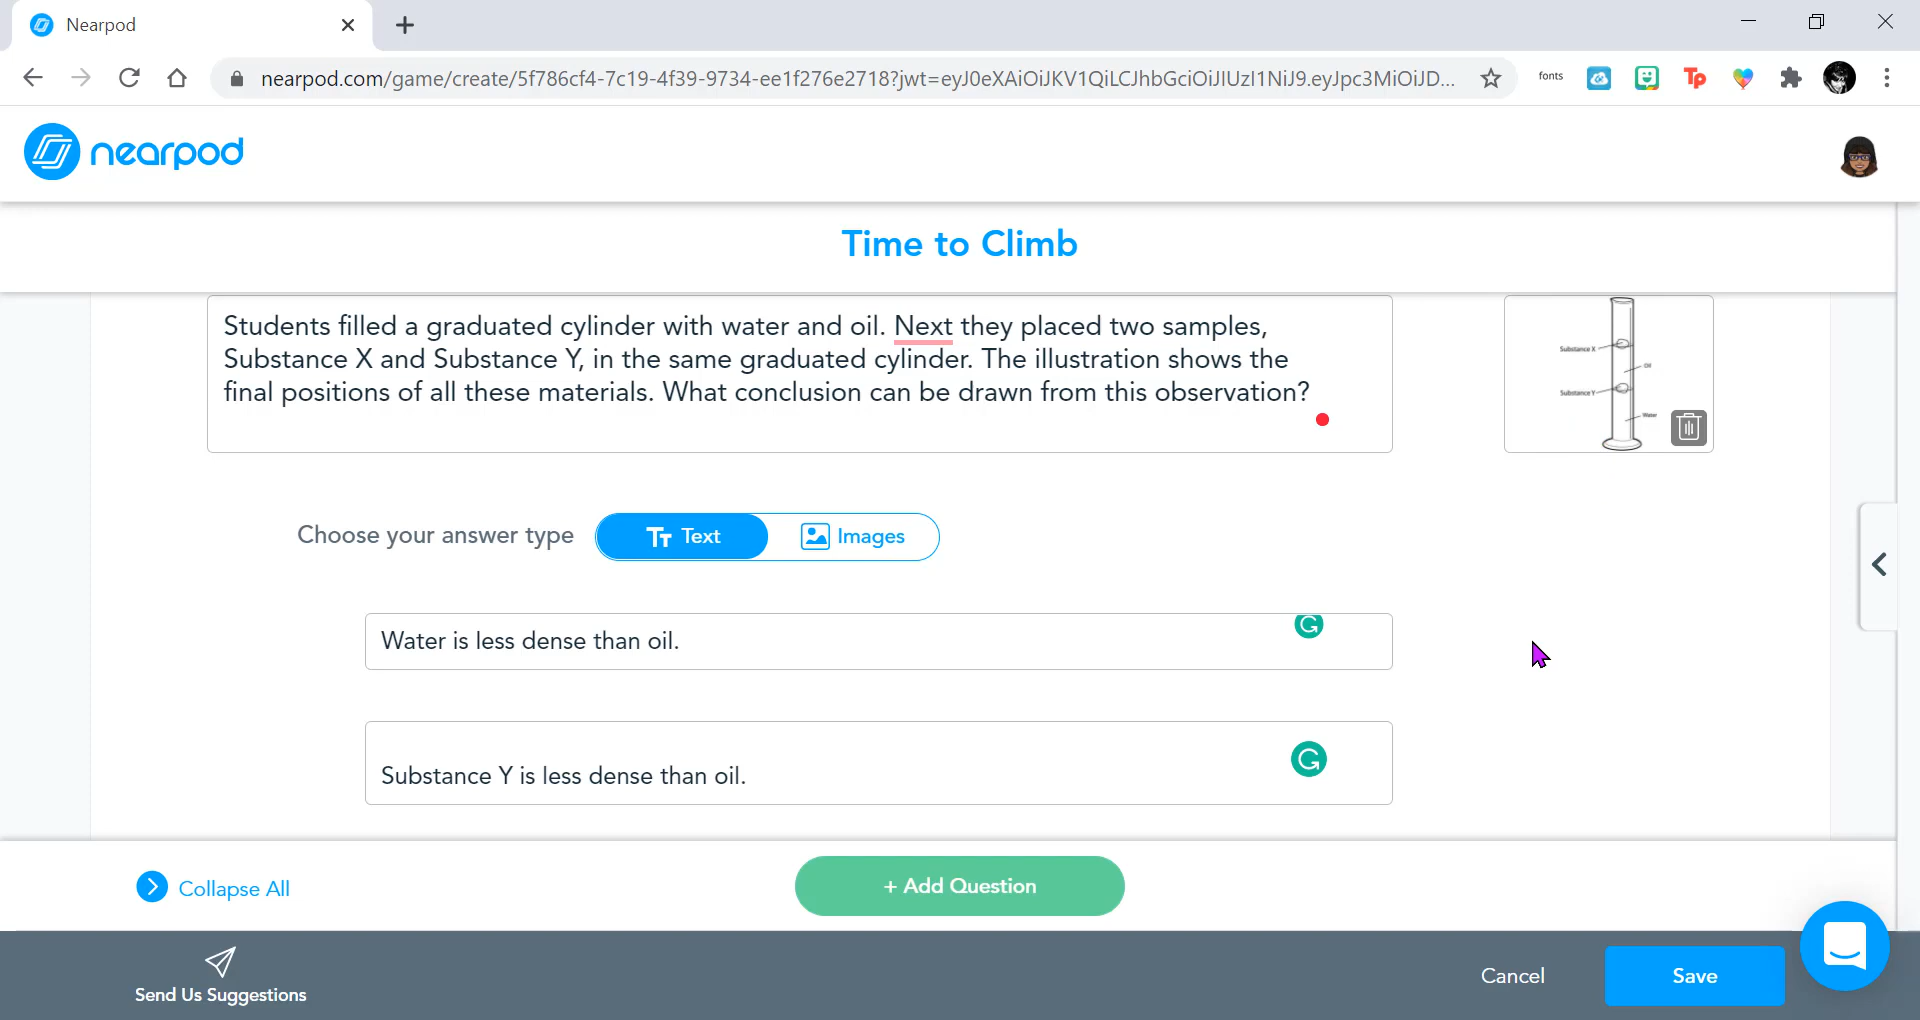 Nearpod
nearpod.com/game/create/5f786cf4-7c19-4f39-9734-ee1f276e2718?jwt=eyJ0eXAiOiJKV1QiLCJhbGciOiJIUzI1NiJ9.eyJpc3MiOiJD...
fonts
Tp
nearpod
Time to Climb
Students filled a graduated cylinder with water and oil. Next they placed two samples,
Substance X and Substance Y, in the same graduated cylinder. The illustration shows the
final positions of all these materials. What conclusion can be drawn from this observation?
Substance X
Oil
Substance Y
Water
Choose your answer type
Text
Images
Water is less dense than oil.
Substance Y is less dense than oil.
Collapse All
+ Add Question
Send Us Suggestions
Cancel
Save